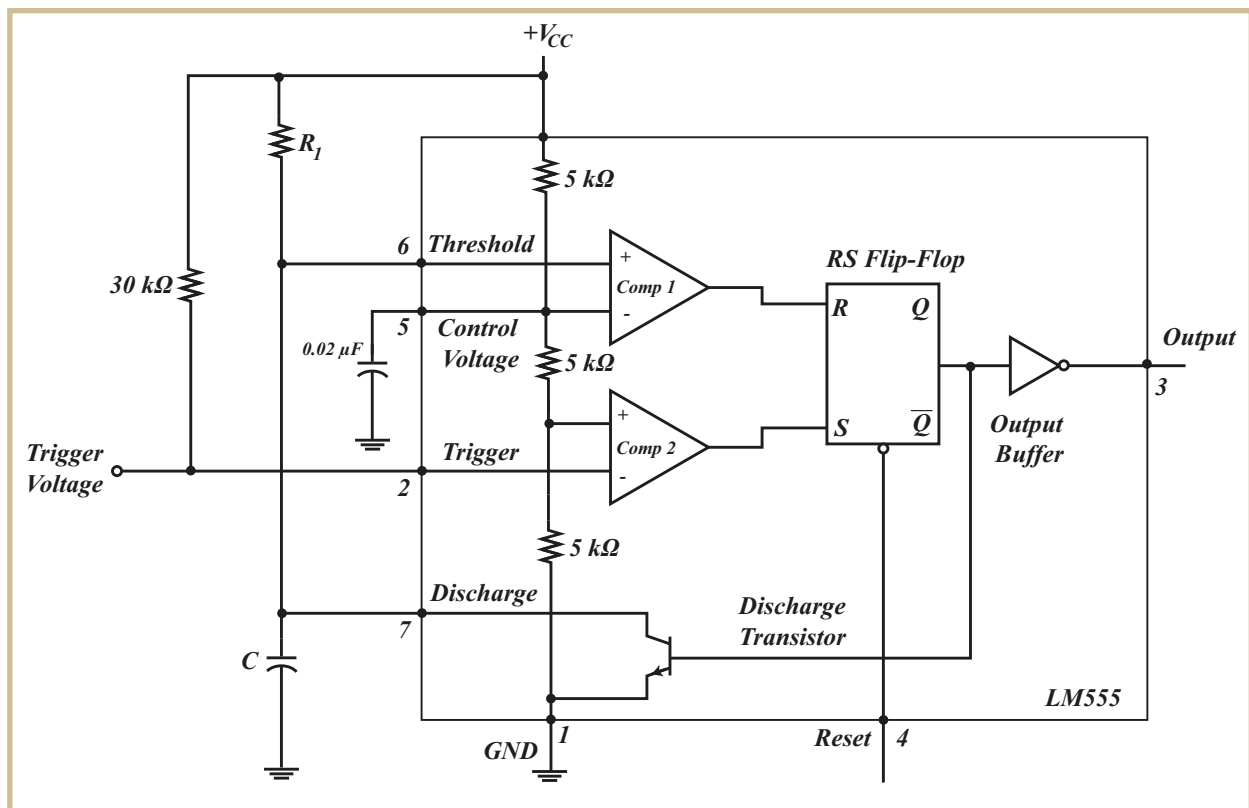 +VCC
R1
5 kΩ
6
Threshold
RS Flip-Flop
30 kΩ
+
Comp 1
-
R
Q
5
Control
Voltage
0.02 µF
5 kΩ
Output
3
+
Comp 2
-
S
Q̅
Output
Buffer
Trigger
Voltage
Trigger
2
5 kΩ
Discharge
7
Discharge
Transistor
C
LM555
1
GND
Reset
4